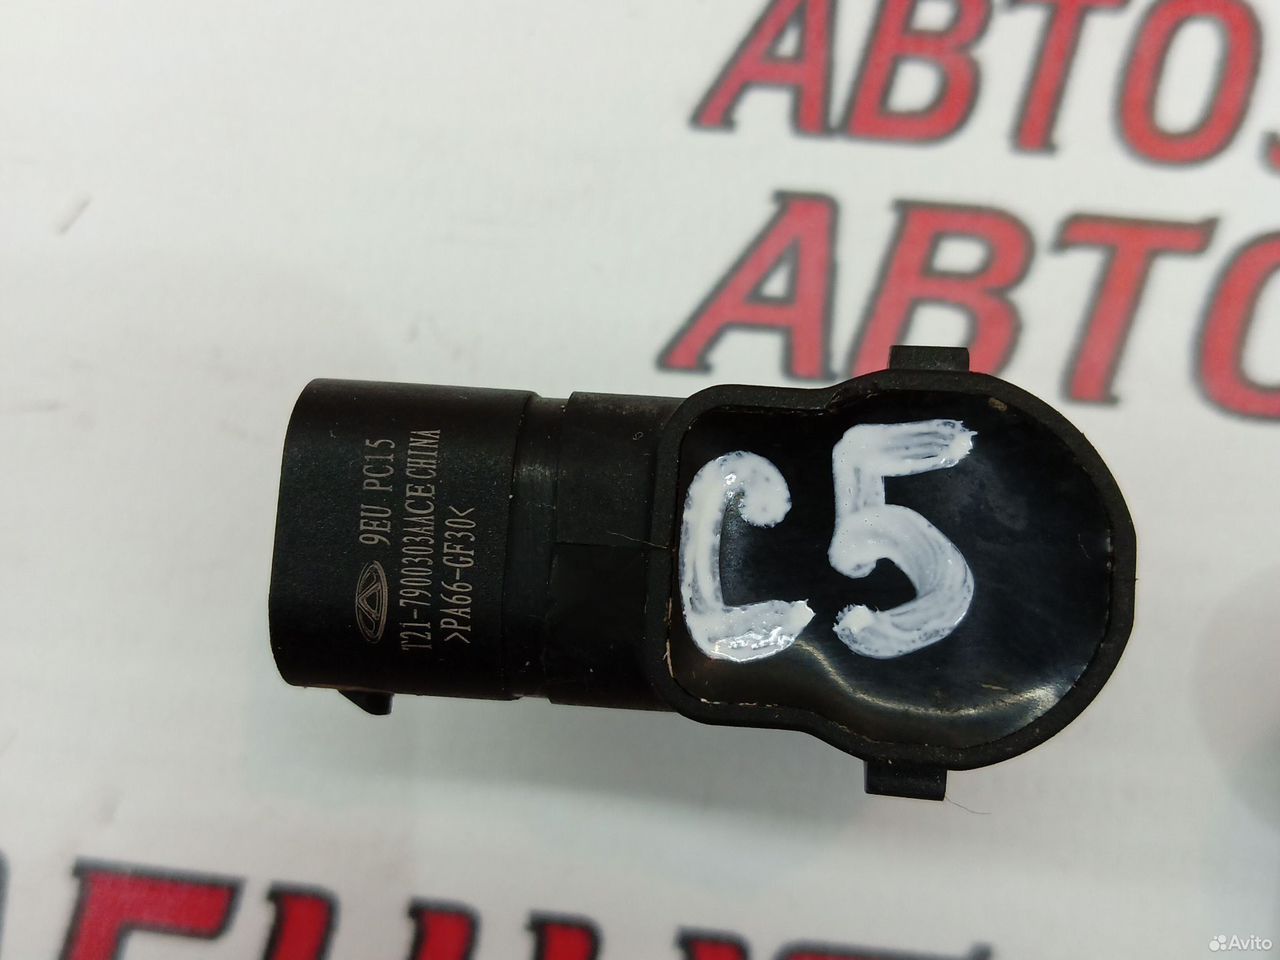 АВТО
АВТО
9EU PC15
T21-7900303AACE CHINA
>PA66-GF30<
C5
Avito